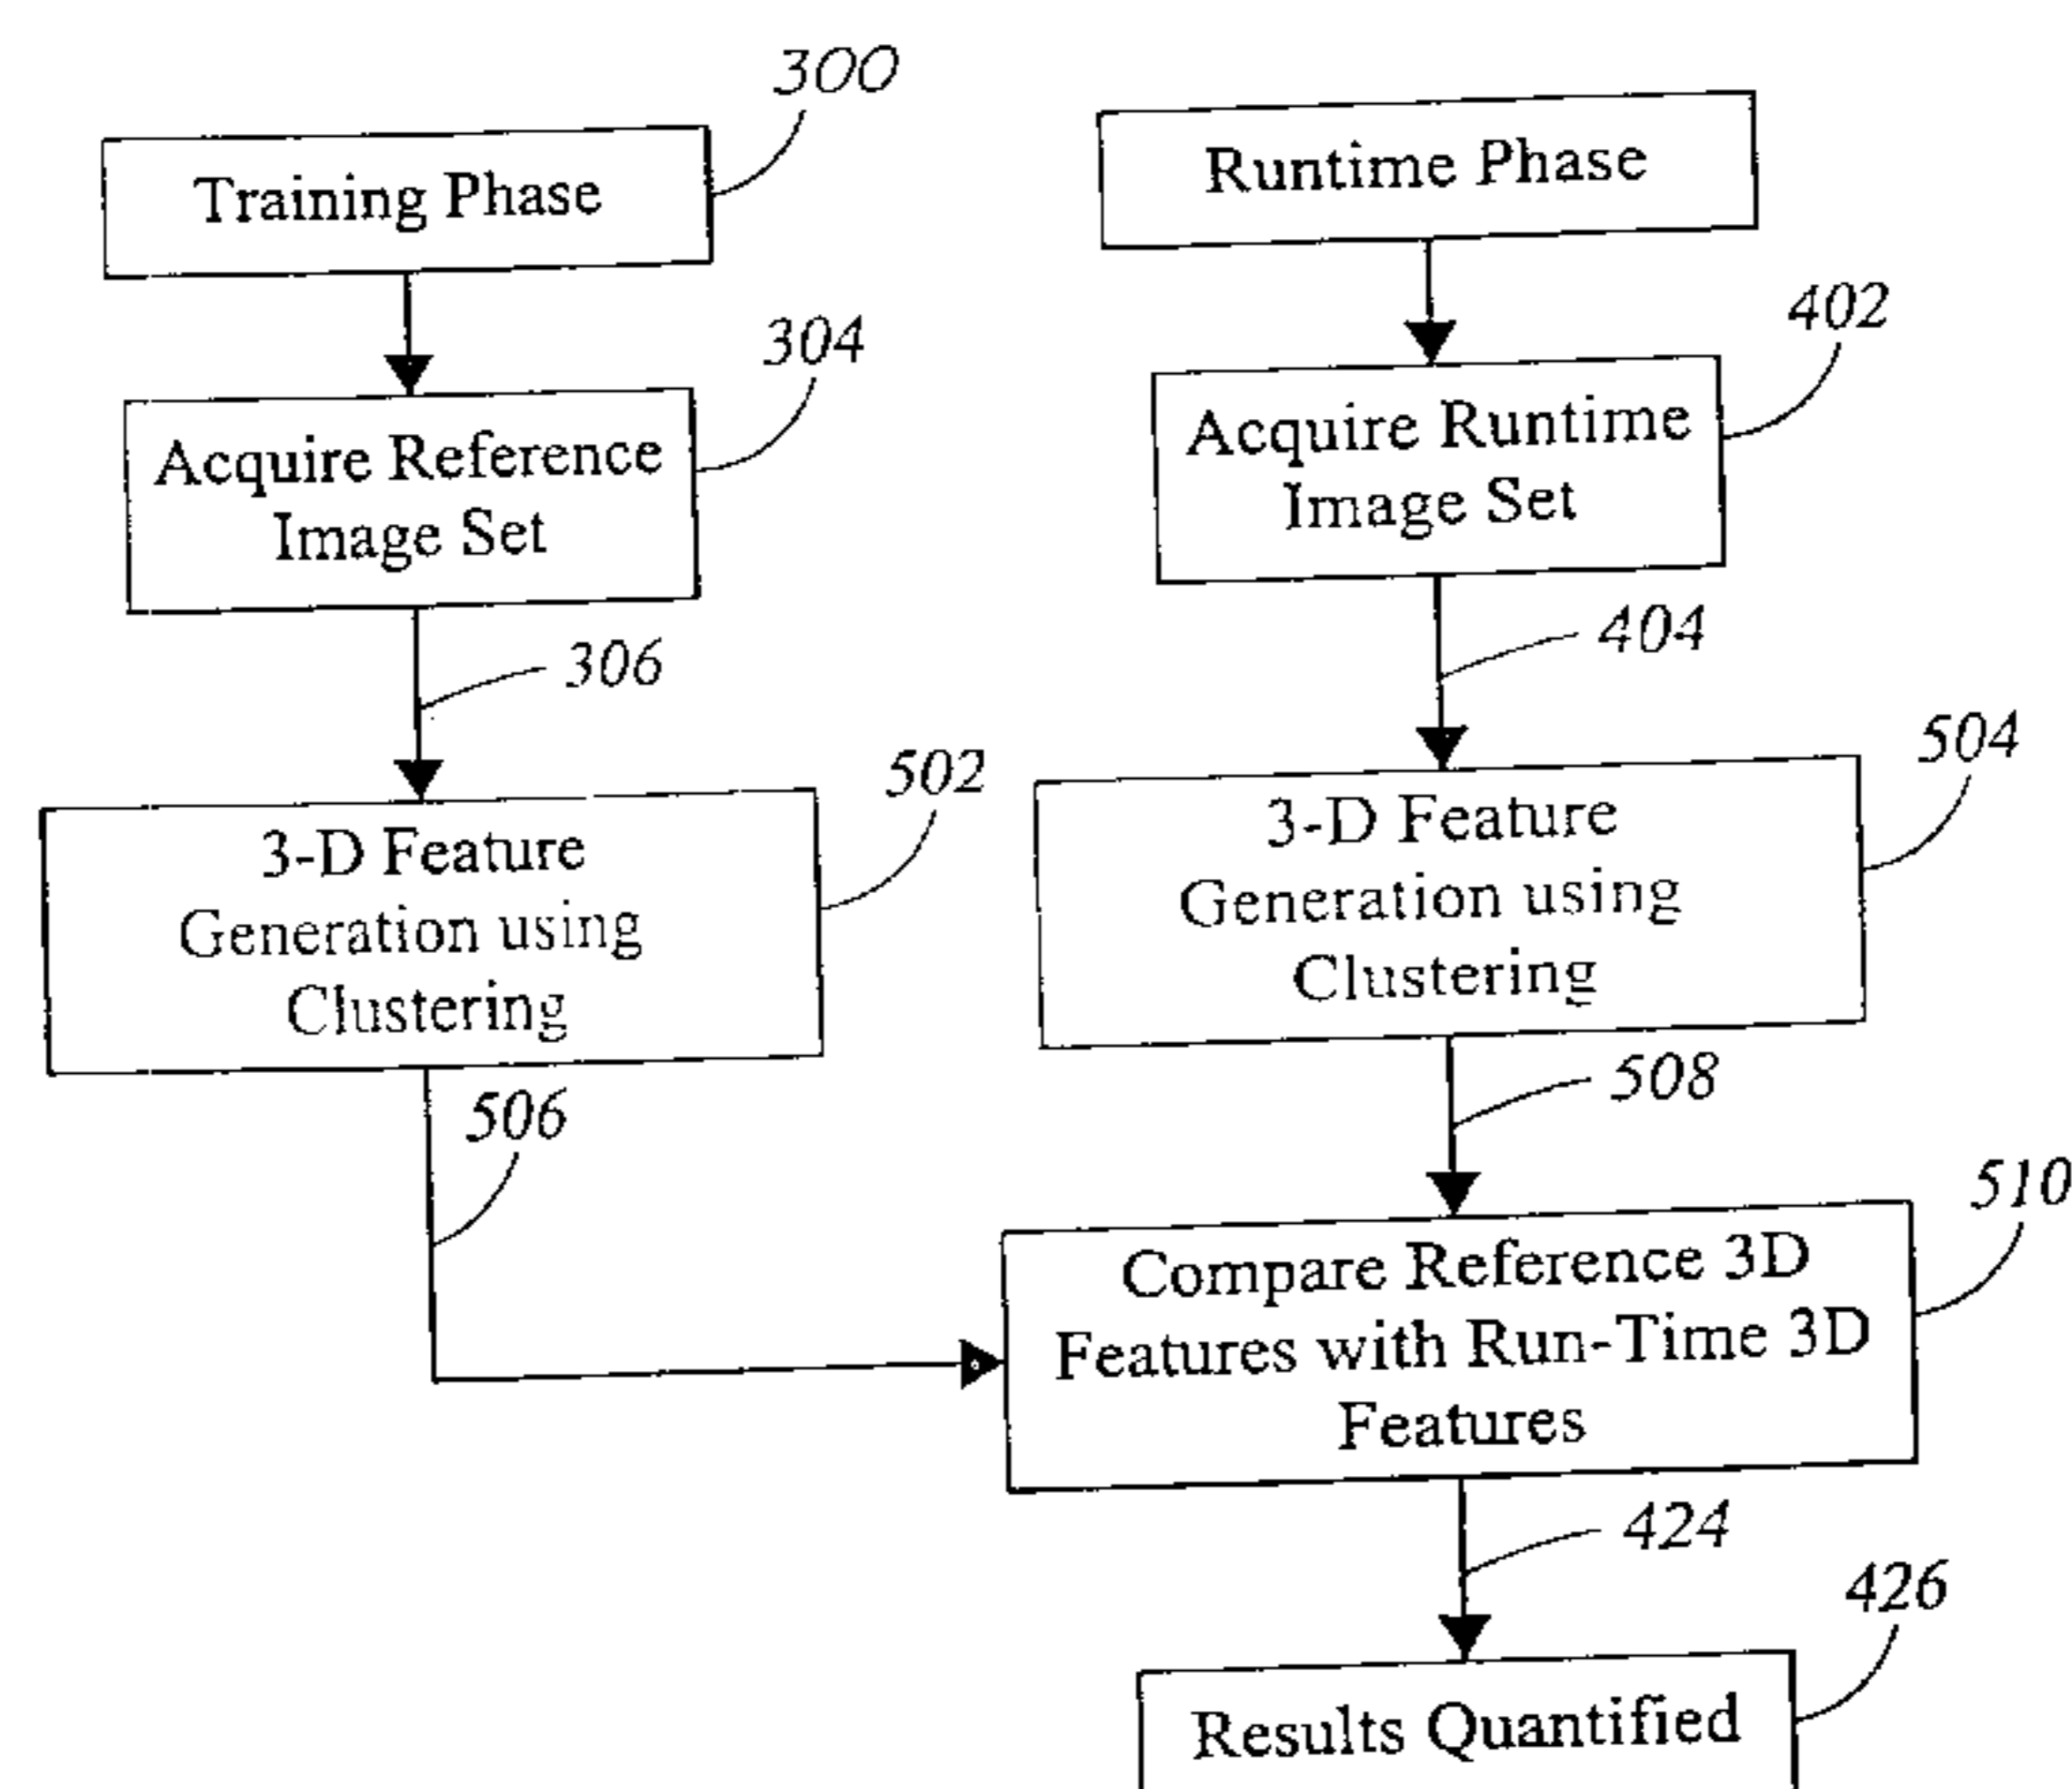 300
Training Phase
Runtime Phase
304
402
Acquire Reference
Image Set
Acquire Runtime
Image Set
306
404
502
504
3-D Feature
Generation using
Clustering
3-D Feature
Generation using
Clustering
506
508
510
Compare Reference 3D
Features with Run-Time 3D
Features
424
426
Results Quantified